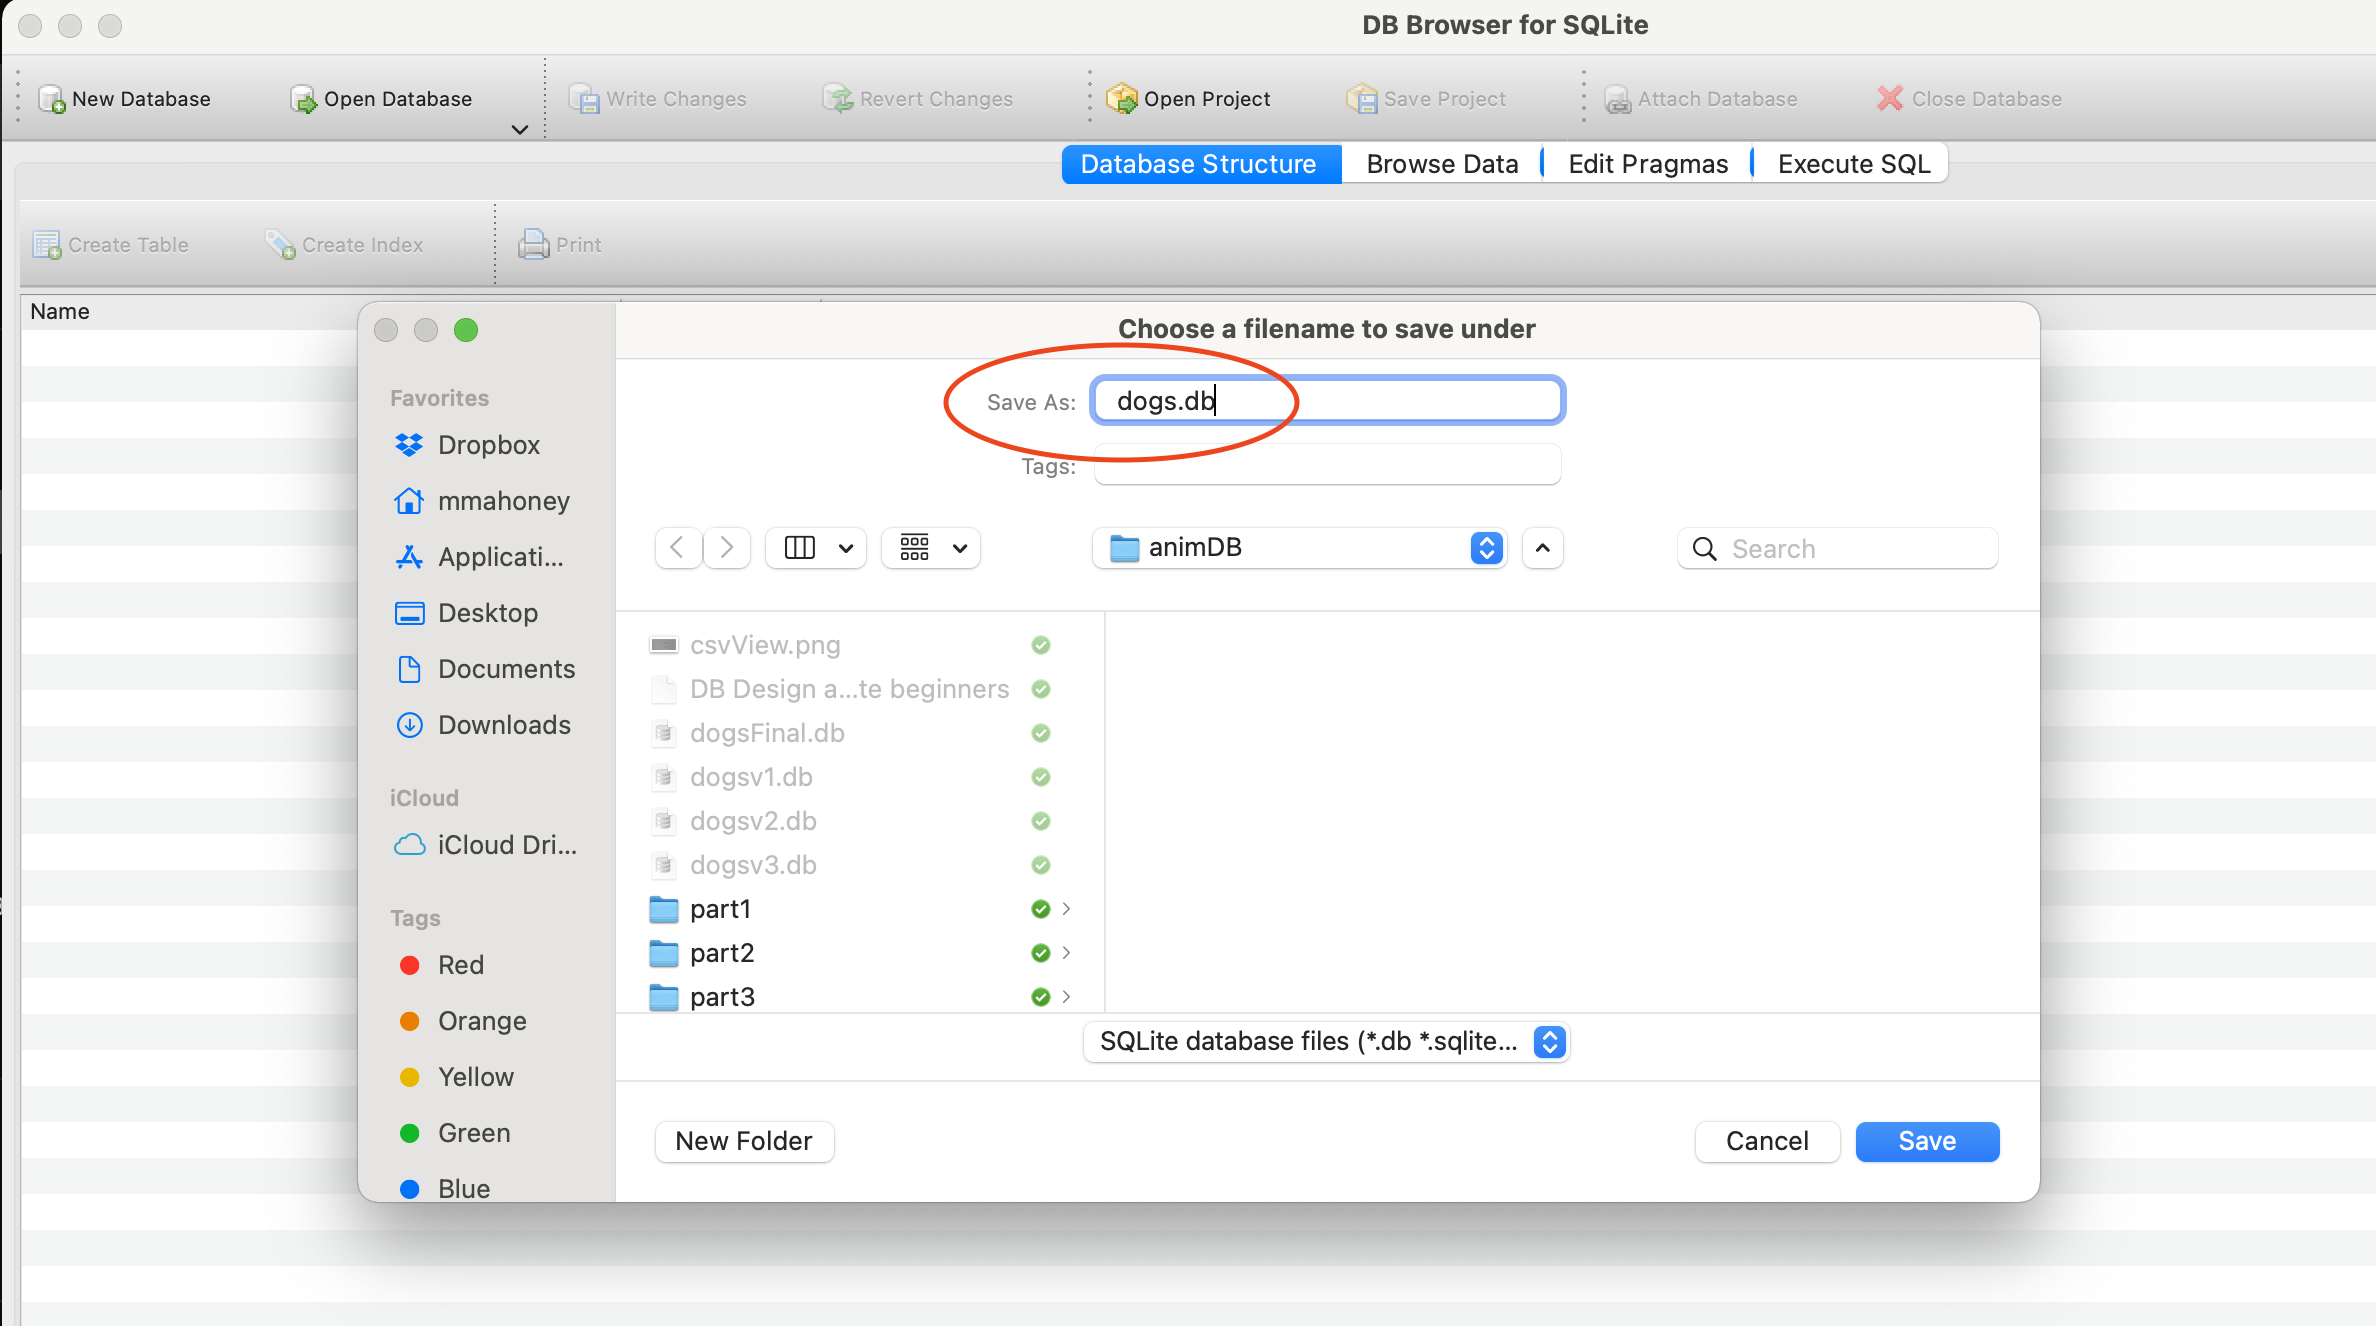 DB Browser for SQLite
New Database Open Database Write Changes Revert Changes Open Project Save Project Attach Database Close Database
Database Structure Browse Data Edit Pragmas Execute SQL
Create Table Create Index Print
Name
Choose a filename to save under
Save As: dogs.db
Tags:
Favorites
Dropbox
mmahoney
Applicati...
Desktop
Documents
Downloads
iCloud
iCloud Dri...
Tags
Red
Orange
Yellow
Green
Blue
animDB
Search
csvView.png
DB Design a...te beginners
dogsFinal.db
dogsv1.db
dogsv2.db
dogsv3.db
part1
part2
part3
SQLite database files (*.db *.sqlite...
New Folder Cancel Save